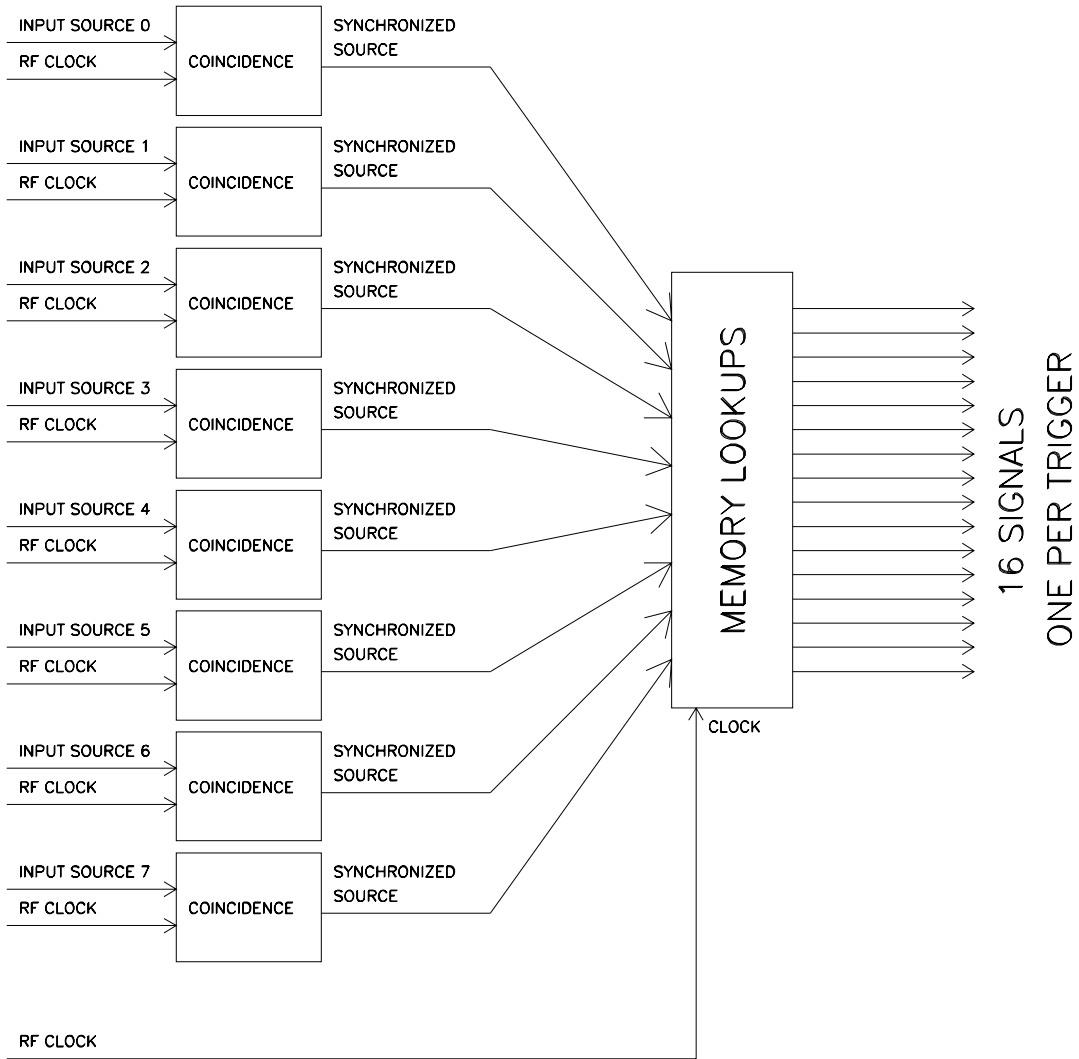 INPUT SOURCE 0
RF CLOCK
COINCIDENCE
SYNCHRONIZED
SOURCE
INPUT SOURCE 1
RF CLOCK
COINCIDENCE
SYNCHRONIZED
SOURCE
INPUT SOURCE 2
RF CLOCK
COINCIDENCE
SYNCHRONIZED
SOURCE
INPUT SOURCE 3
RF CLOCK
COINCIDENCE
SYNCHRONIZED
SOURCE
INPUT SOURCE 4
RF CLOCK
COINCIDENCE
SYNCHRONIZED
SOURCE
INPUT SOURCE 5
RF CLOCK
COINCIDENCE
SYNCHRONIZED
SOURCE
INPUT SOURCE 6
RF CLOCK
COINCIDENCE
SYNCHRONIZED
SOURCE
INPUT SOURCE 7
RF CLOCK
COINCIDENCE
SYNCHRONIZED
SOURCE
RF CLOCK
MEMORY LOOKUPS
CLOCK
16 SIGNALS
ONE PER TRIGGER